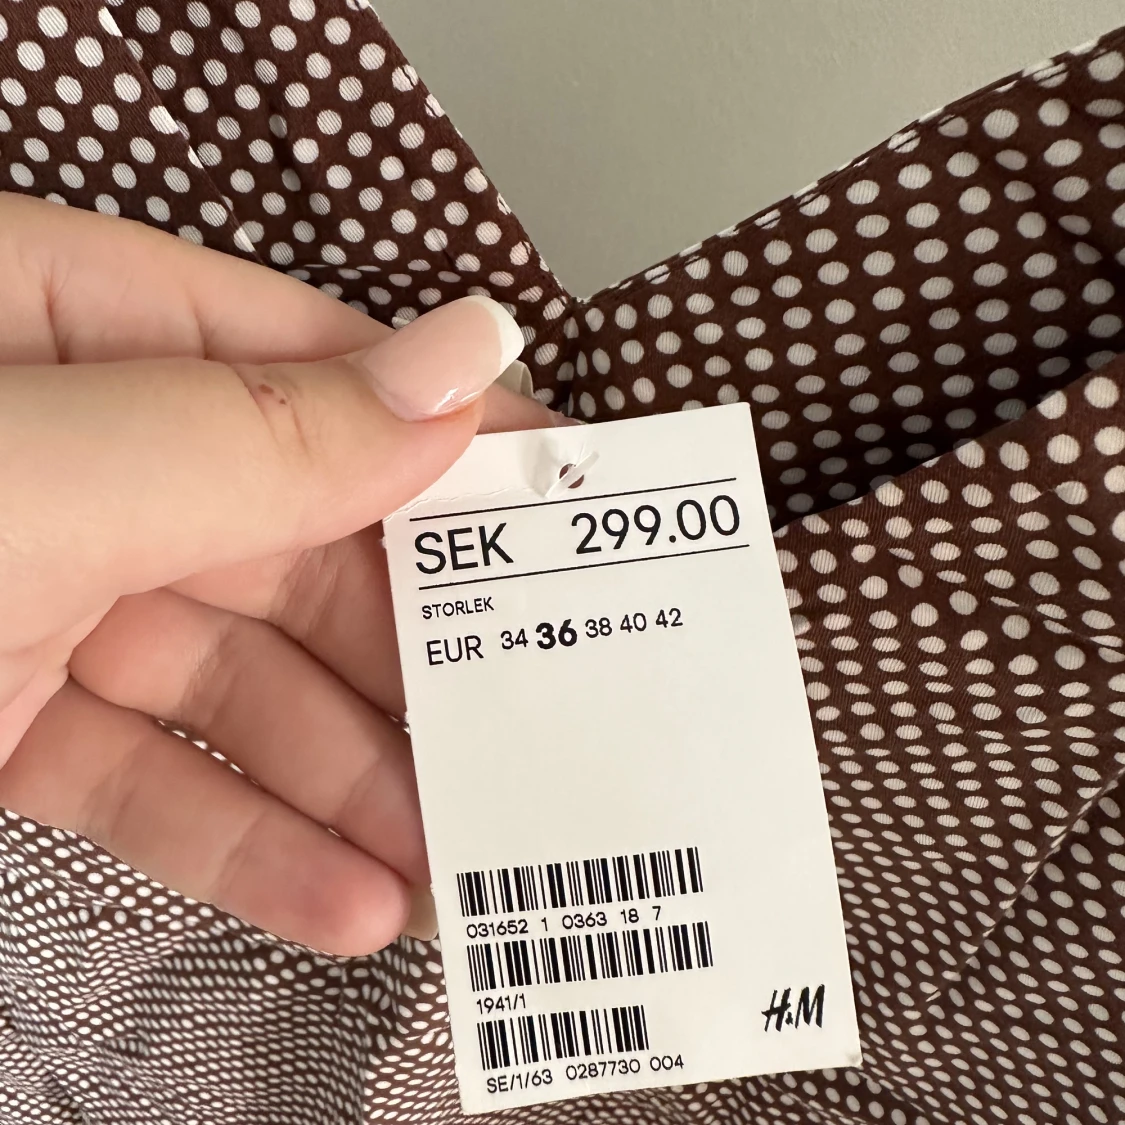 SEK 299.00
STORLEK
EUR 34 36 38 40 42
031652 1 0363 18 7
1941/1
H&M
SE/1/63 0287730 004